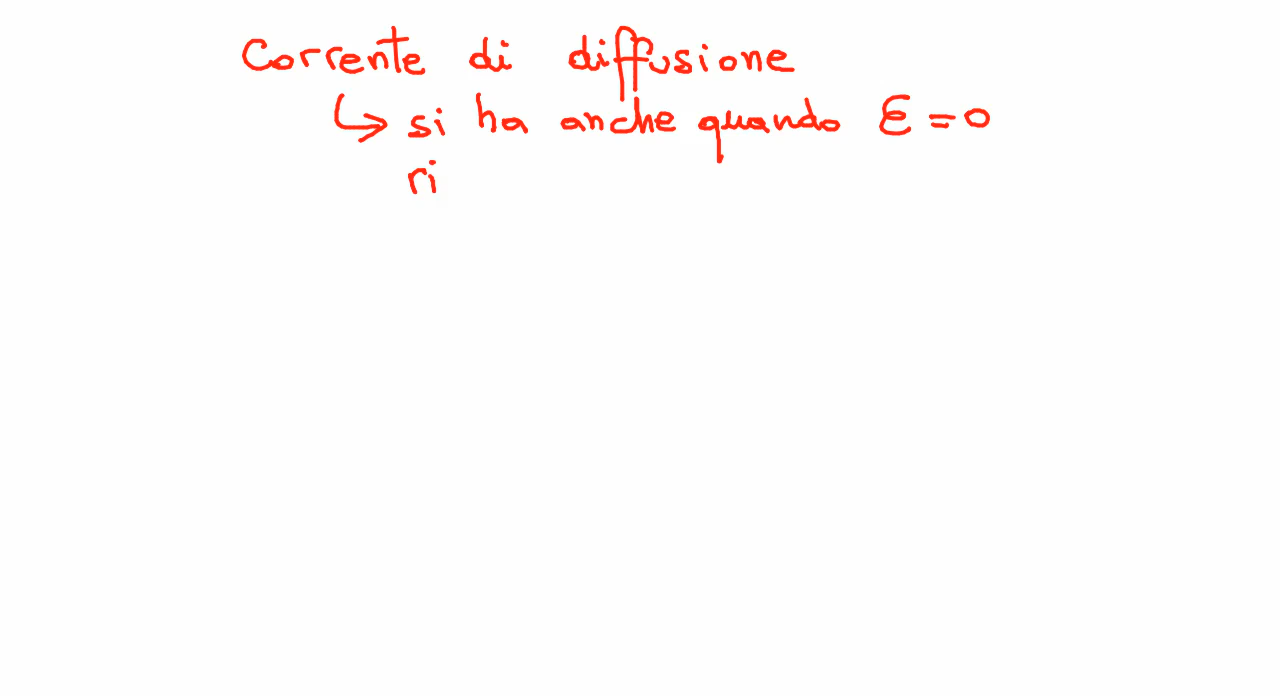 Corrente di diffusione
↳ si ha anche quando ℰ = 0
ri